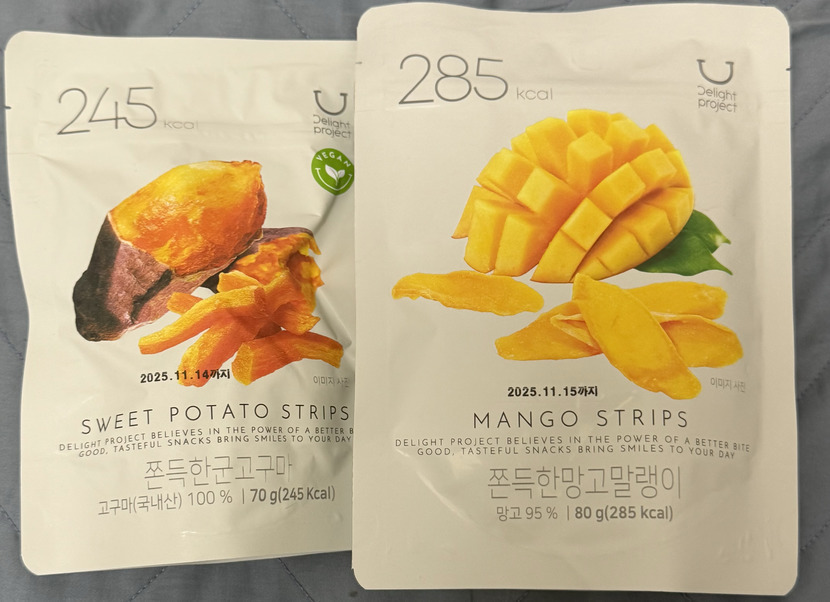 245 kcal
Delight
project
VEGAN
2025.11.14까지
이미지 사진
SWEET POTATO STRIPS
DELIGHT PROJECT BELIEVES IN THE POWER OF A BETTER B
GOOD, TASTEFUL SNACKS BRING SMILES TO YOUR DAY
쫀득한군고구마
고구마(국내산) 100 % | 70 g(245 Kcal)
285 kcal
Delight
project
2025.11.15까지
이미지 사진
MANGO STRIPS
DELIGHT PROJECT BELIEVES IN THE POWER OF A BETTER BITE
GOOD, TASTEFUL SNACKS BRING SMILES TO YOUR DAY
쫀득한망고말랭이
망고 95 % | 80 g(285 kcal)